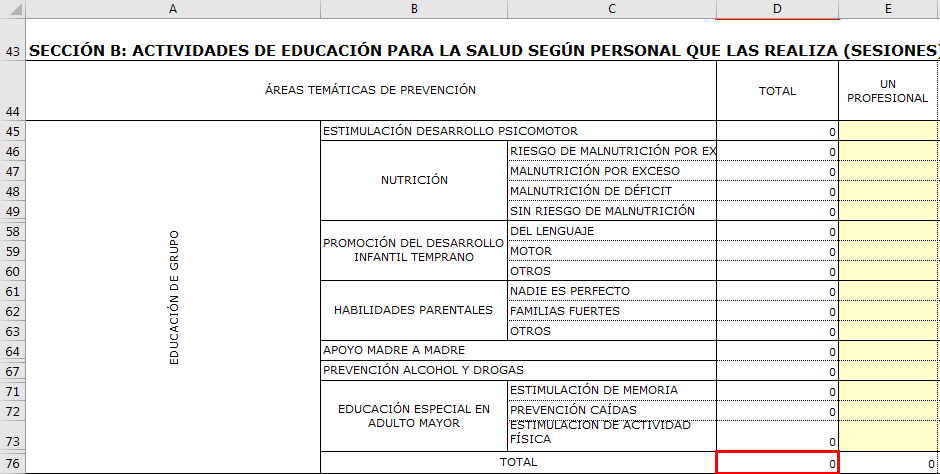 A B C D E
43 SECCIÓN B: ACTIVIDADES DE EDUCACIÓN PARA LA SALUD SEGÚN PERSONAL QUE LAS REALIZA (SESIONES)
44 ÁREAS TEMÁTICAS DE PREVENCIÓN TOTAL UN
PROFESIONAL
EDUCACIÓN DE GRUPO
45 ESTIMULACIÓN DESARROLLO PSICOMOTOR 0
NUTRICIÓN
46 RIESGO DE MALNUTRICIÓN POR EX 0
47 MALNUTRICIÓN POR EXCESO 0
48 MALNUTRICIÓN DE DÉFICIT 0
49 SIN RIESGO DE MALNUTRICIÓN 0
PROMOCIÓN DEL DESARROLLO
INFANTIL TEMPRANO
58 DEL LENGUAJE 0
59 MOTOR 0
60 OTROS 0
HABILIDADES PARENTALES
61 NADIE ES PERFECTO 0
62 FAMILIAS FUERTES 0
63 OTROS 0
64 APOYO MADRE A MADRE 0
67 PREVENCIÓN ALCOHOL Y DROGAS 0
EDUCACIÓN ESPECIAL EN
ADULTO MAYOR
71 ESTIMULACIÓN DE MEMORIA 0
72 PREVENCIÓN CAÍDAS 0
73 ESTIMULACIÓN DE ACTIVIDAD
FÍSICA 0
76 TOTAL 0 0